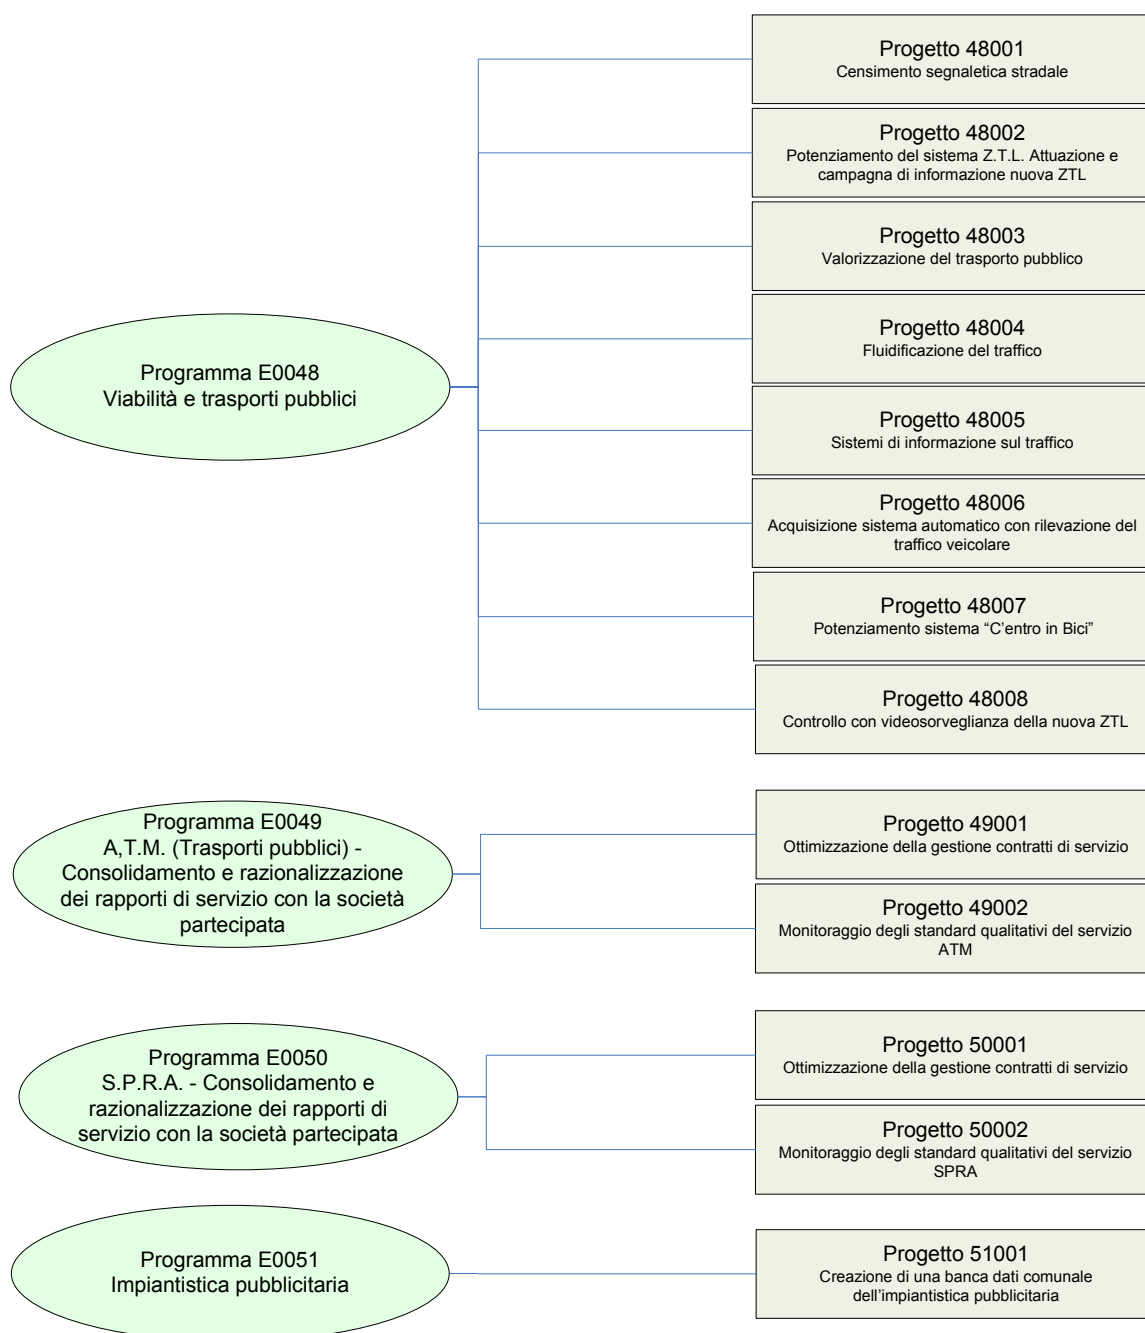 Programma E0048
Viabilità e trasporti pubblici
Progetto 48001
Censimento segnaletica stradale
Progetto 48002
Potenziamento del sistema Z.T.L. Attuazione e
campagna di informazione nuova ZTL
Progetto 48003
Valorizzazione del trasporto pubblico
Progetto 48004
Fluidificazione del traffico
Progetto 48005
Sistemi di informazione sul traffico
Progetto 48006
Acquisizione sistema automatico con rilevazione del
traffico veicolare
Progetto 48007
Potenziamento sistema “C’entro in Bici”
Progetto 48008
Controllo con videosorveglianza della nuova ZTL
Programma E0049
A,T.M. (Trasporti pubblici) -
Consolidamento e razionalizzazione
dei rapporti di servizio con la società
partecipata
Progetto 49001
Ottimizzazione della gestione contratti di servizio
Progetto 49002
Monitoraggio degli standard qualitativi del servizio
ATM
Programma E0050
S.P.R.A. - Consolidamento e
razionalizzazione dei rapporti di
servizio con la società partecipata
Progetto 50001
Ottimizzazione della gestione contratti di servizio
Progetto 50002
Monitoraggio degli standard qualitativi del servizio
SPRA
Programma E0051
Impiantistica pubblicitaria
Progetto 51001
Creazione di una banca dati comunale
dell’impiantistica pubblicitaria